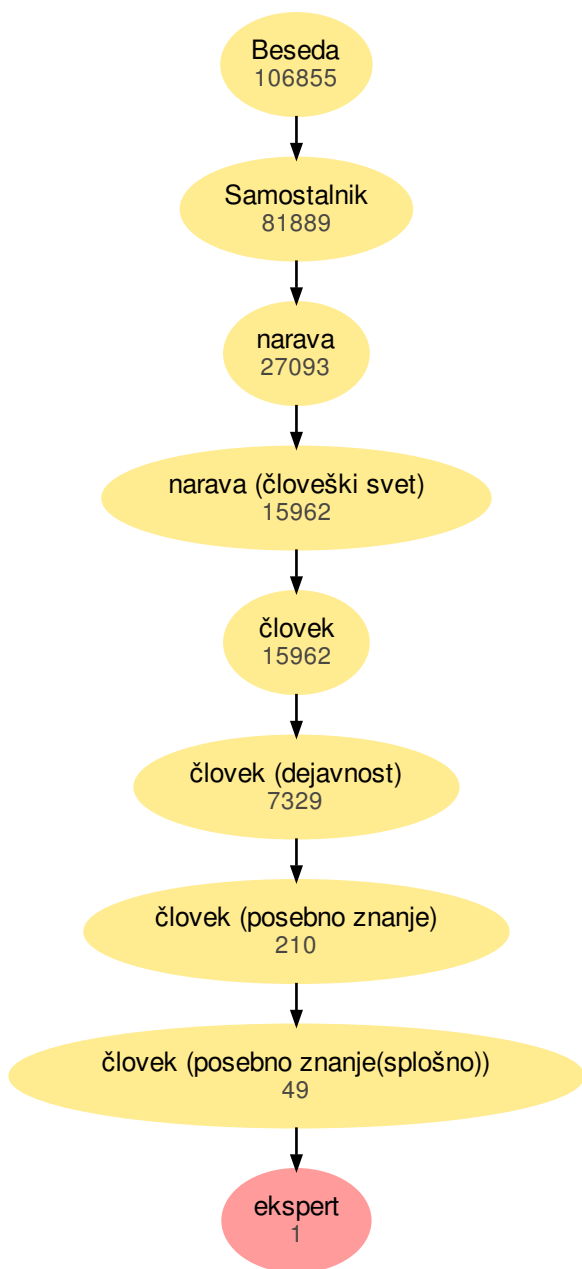 Beseda
106855
Samostalnik
81889
narava
27093
narava (človeški svet)
15962
človek
15962
človek (dejavnost)
7329
človek (posebno znanje)
210
človek (posebno znanje(splošno))
49
ekspert
1